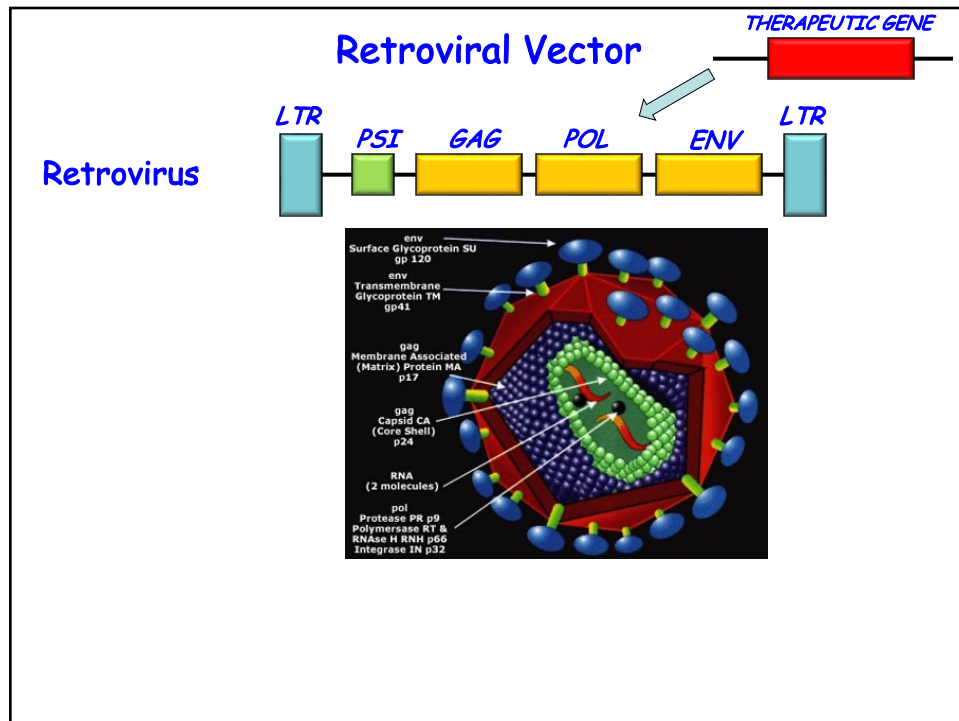 THERAPEUTIC GENE
Retroviral Vector
LTR
PSI
GAG
POL
ENV
LTR
Retrovirus
env
Surface Glycoprotein SU
gp 120
env
Transmembrane
Glycoprotein TM
gp41
gag
Membrane Associated
(Matrix) Protein MA
p17
gag
Capsid CA
(Core Shell)
p24
RNA
(2 molecules)
pol
Protease PR p9
Polymersase RT &
RNAse H RNH p66
Integrase IN p32